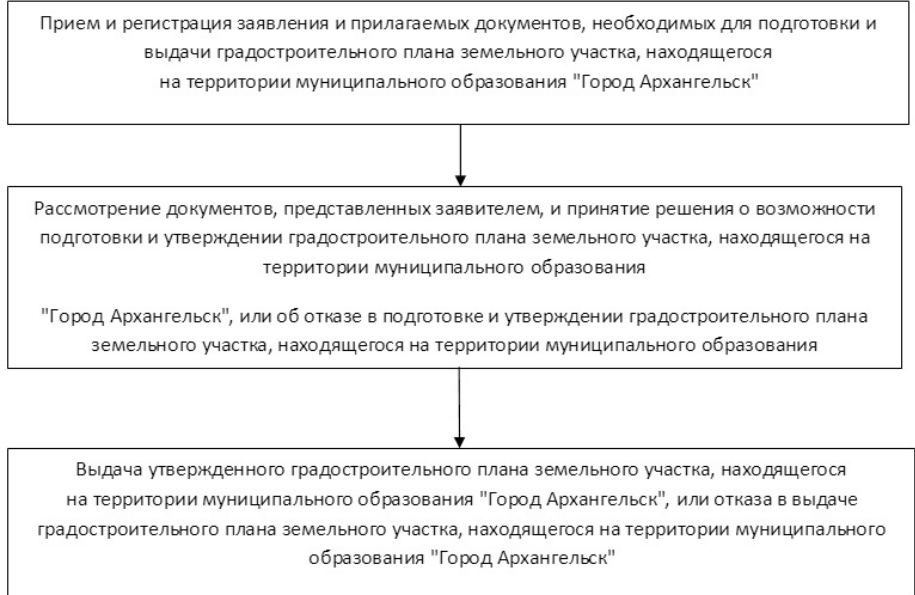 Прием и регистрация заявления и прилагаемых документов, необходимых для подготовки и
выдачи градостроительного плана земельного участка, находящегося
на территории муниципального образования "Город Архангельск"
Рассмотрение документов, представленных заявителем, и принятие решения о возможности
подготовки и утверждении градостроительного плана земельного участка, находящегося на
территории муниципального образования
"Город Архангельск", или об отказе в подготовке и утверждении градостроительного плана
земельного участка, находящегося на территории муниципального образования
Выдача утвержденного градостроительного плана земельного участка, находящегося
на территории муниципального образования "Город Архангельск", или отказа в выдаче
градостроительного плана земельного участка, находящегося на территории муниципального
образования "Город Архангельск"